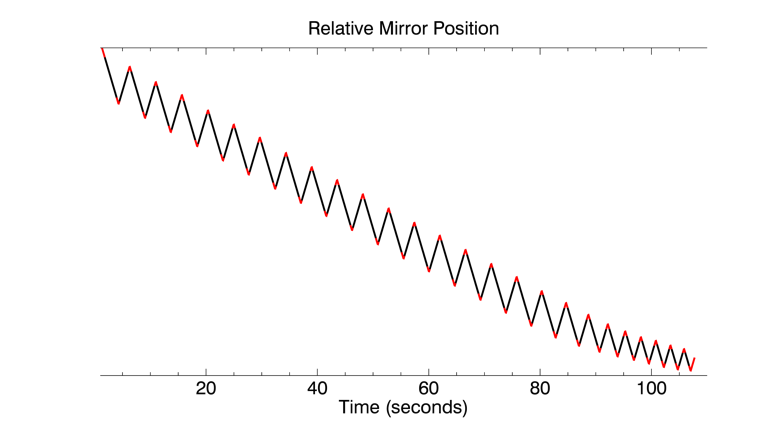 Relative Mirror Position
20 40 60 80 100
Time (seconds)